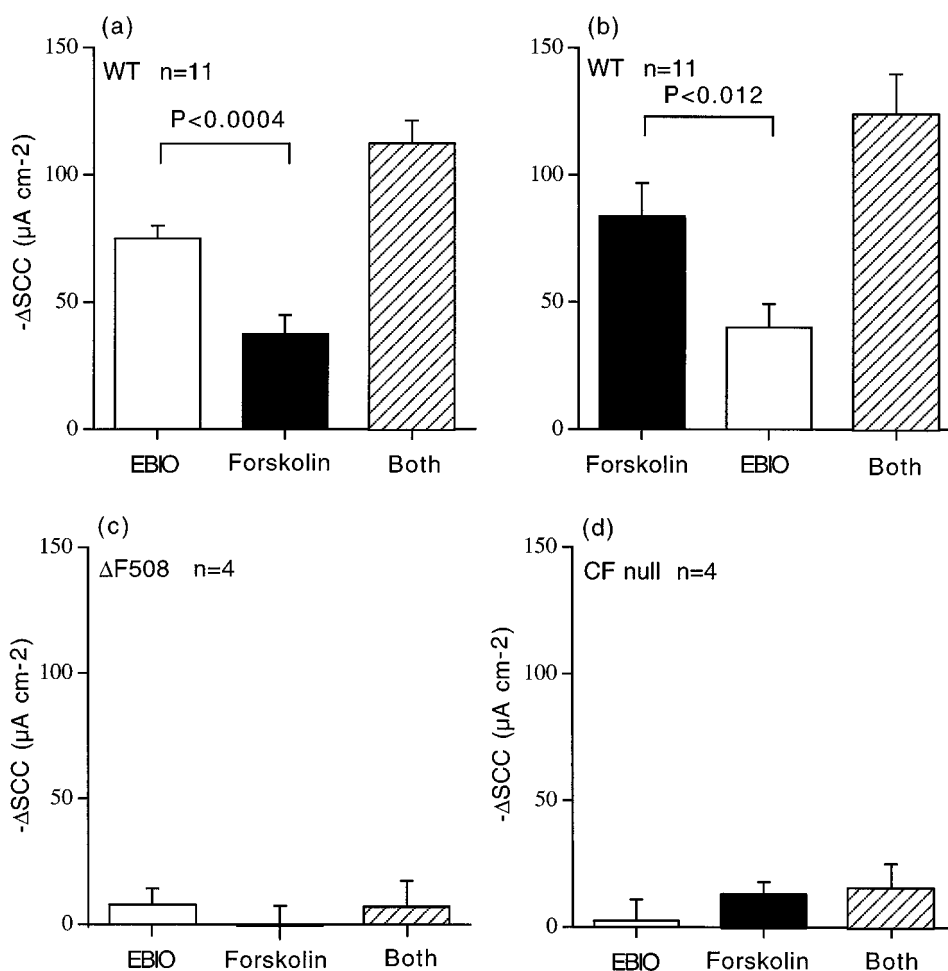 (a)
WT n=11
P<0.0004
150
100
50
0
-ΔSCC (µA cm-2)
EBIO Forskolin Both
(b)
WT n=11
P<0.012
150
100
50
0
Forskolin EBIO Both
(c)
ΔF508 n=4
150
100
50
0
-ΔSCC (µA cm-2)
EBIO Forskolin Both
(d)
CF null n=4
150
100
50
0
-ΔSCC (µA cm-2)
EBIO Forskolin Both